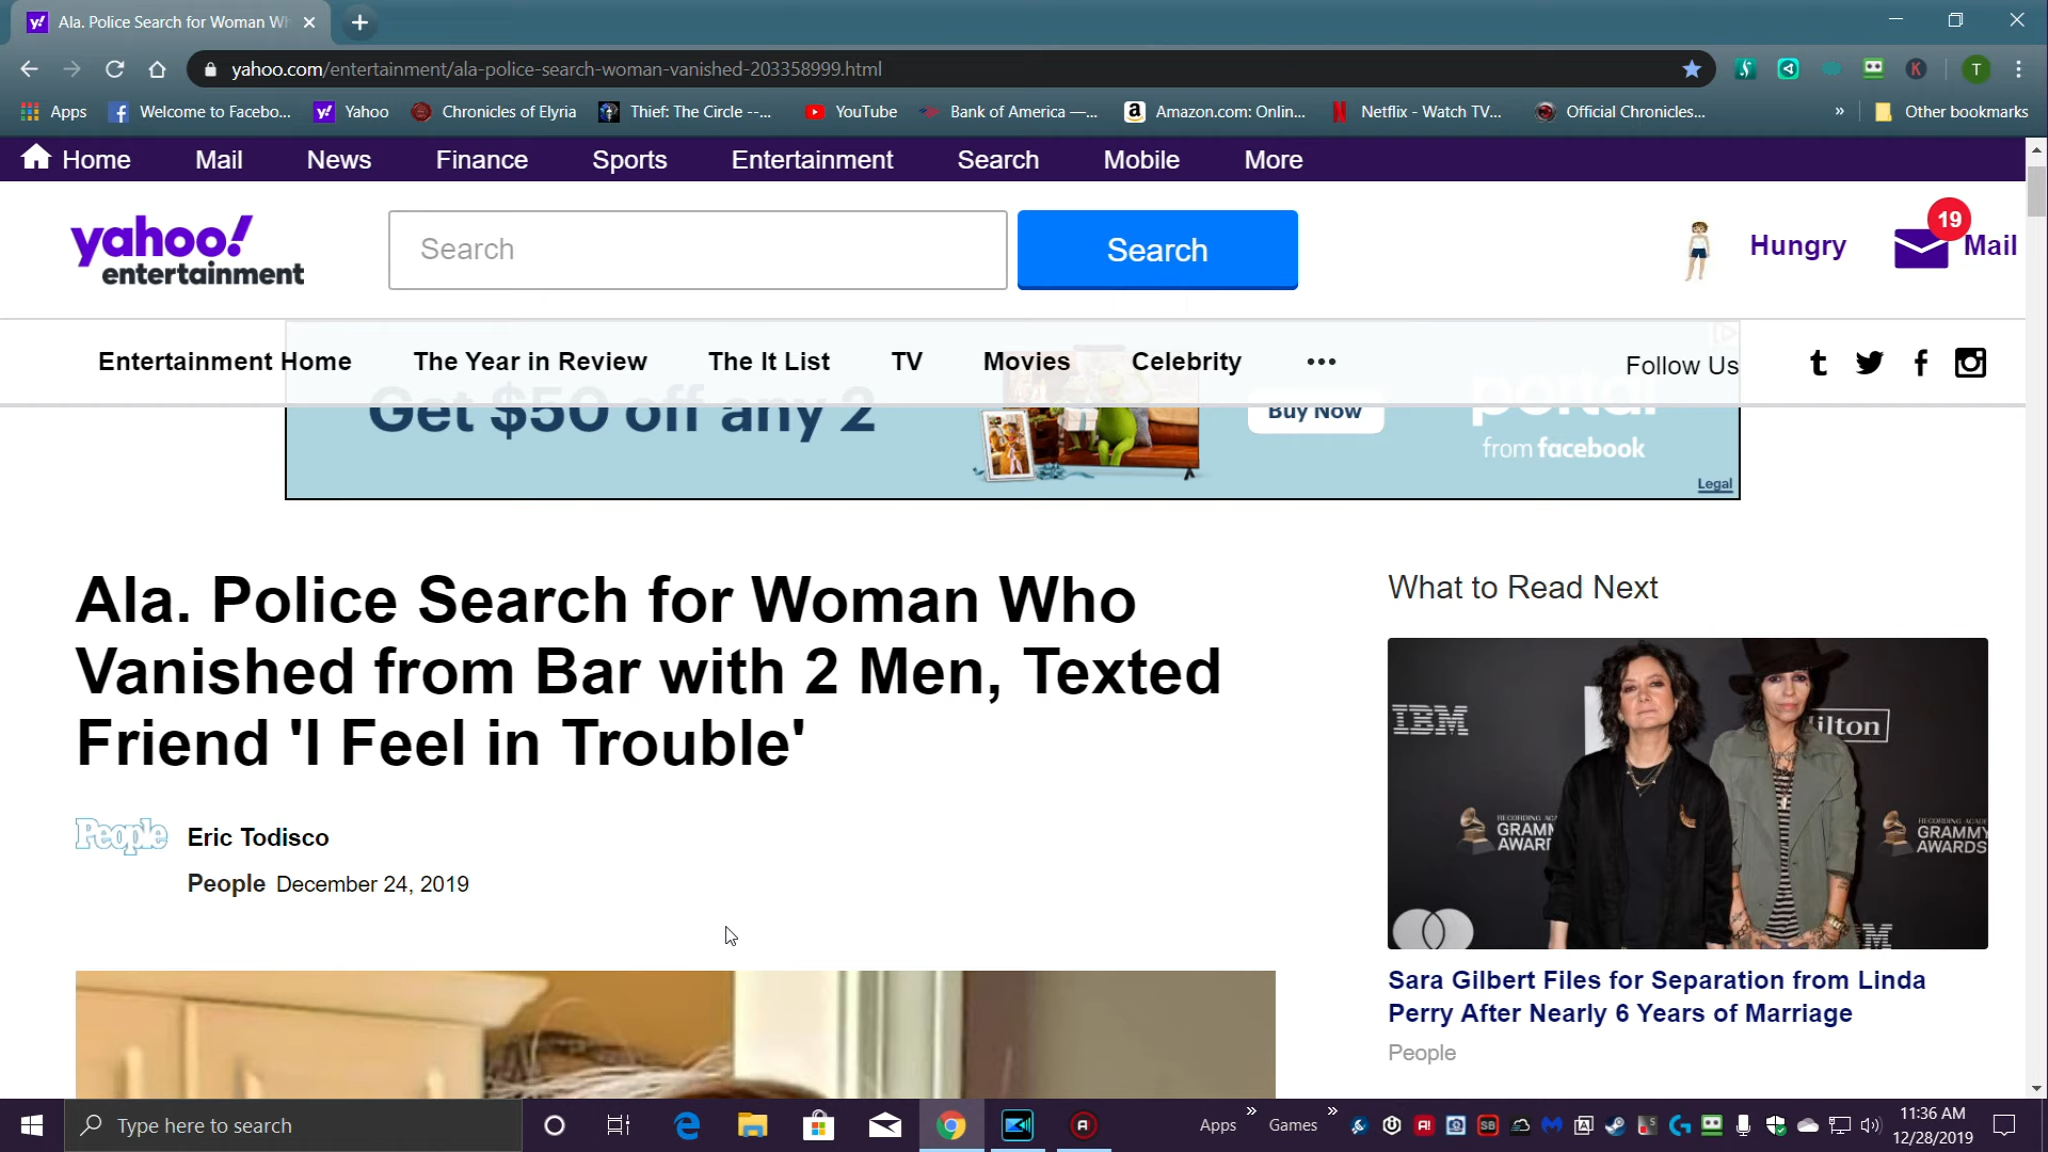 Ala. Police Search for Woman Wh
yahoo.com/entertainment/ala-police-search-woman-vanished-203358999.html
T
Apps Welcome to Facebo... Yahoo Chronicles of Elyria Thief: The Circle --... YouTube Bank of America —... Amazon.com: Onlin... Netflix - Watch TV... Official Chronicles... » Other bookmarks
Home Mail News Finance Sports Entertainment Search Mobile More
yahoo!
entertainment
Search
Search
Hungry
19
Mail
Entertainment Home The Year in Review The It List TV Movies Celebrity ••• Follow Us
Get $50 off any 2
Buy Now
portal
from facebook
Legal
Ala. Police Search for Woman Who
Vanished from Bar with 2 Men, Texted
Friend 'I Feel in Trouble'
People
Eric Todisco
People December 24, 2019
What to Read Next
IBM
Hilton
RECORDING ACADEMY
GRAMMY
AWARDS
GRAMMY
AWARDS
Sara Gilbert Files for Separation from Linda
Perry After Nearly 6 Years of Marriage
People
Type here to search
Apps » Games »
11:36 AM
12/28/2019